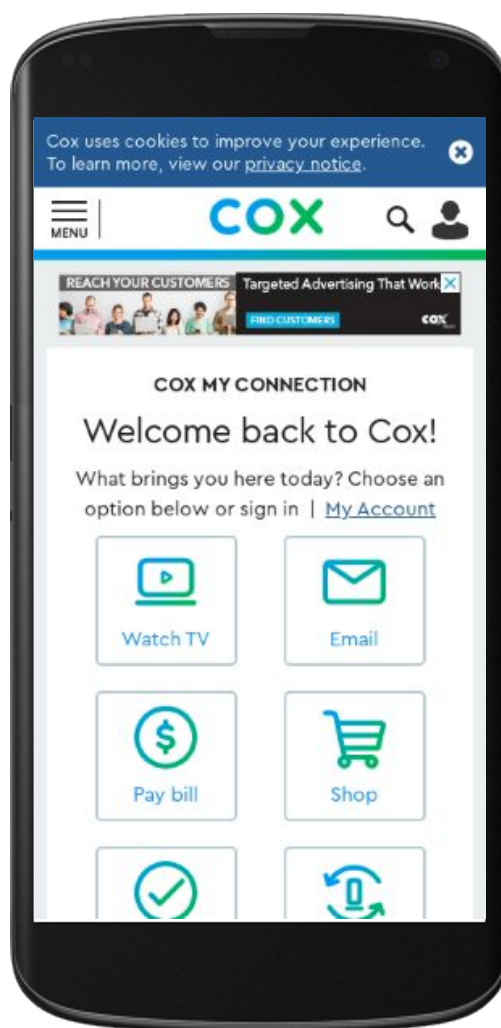 Cox uses cookies to improve your experience.
To learn more, view our privacy notice.
MENU
COX
REACH YOUR CUSTOMERS
Targeted Advertising That Work
FIND CUSTOMERS
COX
COX MY CONNECTION
Welcome back to Cox!
What brings you here today? Choose an
option below or sign in | My Account
Watch TV
Email
Pay bill
Shop